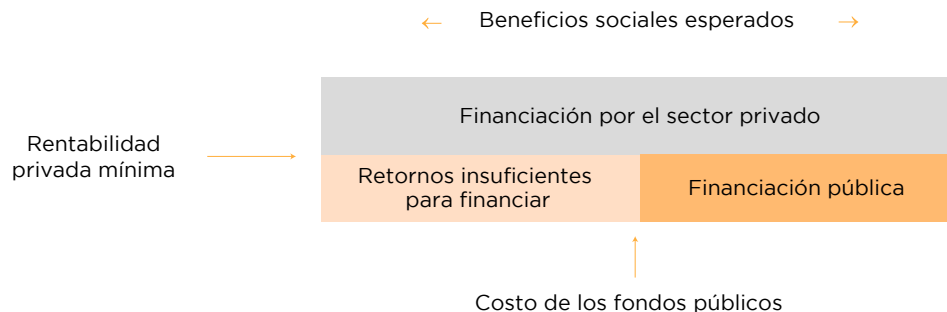 ← Beneficios sociales esperados →
Financiación por el sector privado
Rentabilidad
privada mínima
Retornos insuficientes
para financiar
Financiación pública
Costo de los fondos públicos